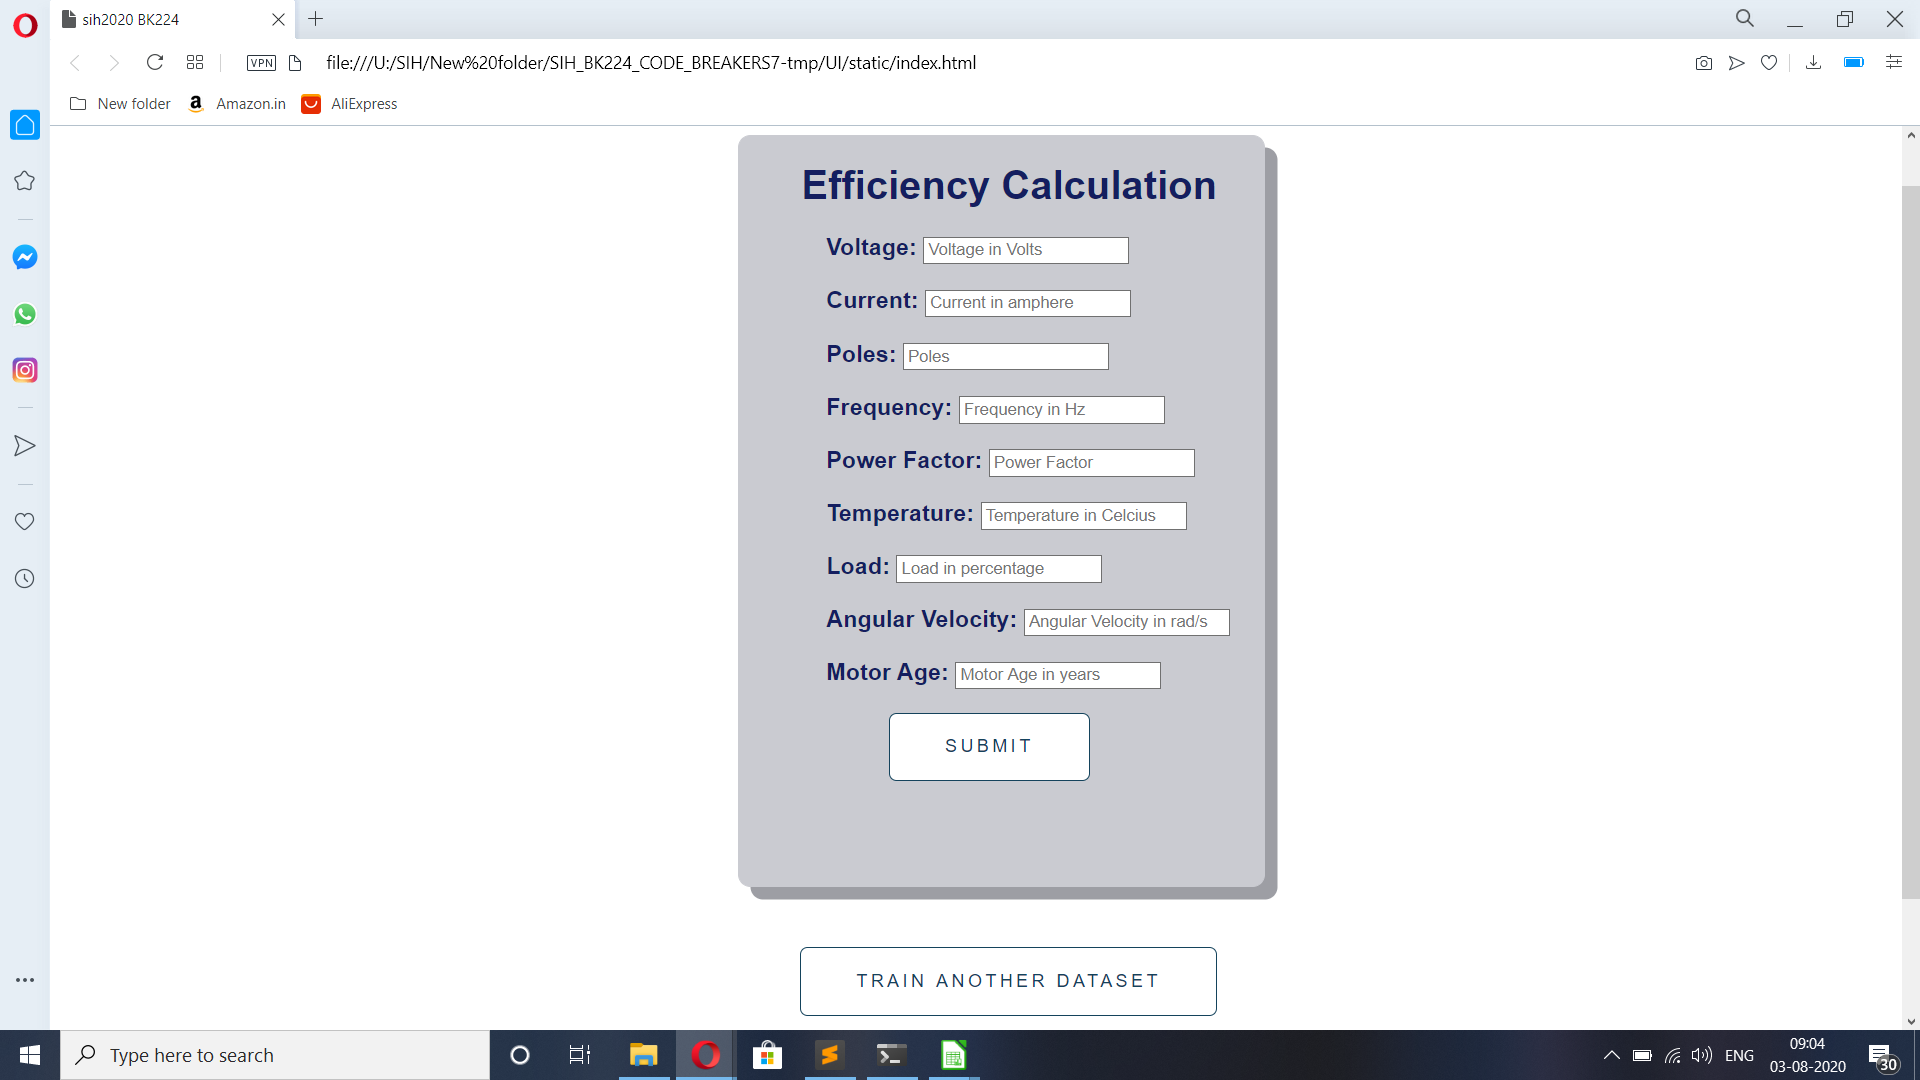 sih2020 BK224
VPN
file:///U:/SIH/New%20folder/SIH_BK224_CODE_BREAKERS7-tmp/UI/static/index.html
New folder
Amazon.in
AliExpress
Efficiency Calculation
Voltage: Voltage in Volts
Current: Current in amphere
Poles: Poles
Frequency: Frequency in Hz
Power Factor: Power Factor
Temperature: Temperature in Celcius
Load: Load in percentage
Angular Velocity: Angular Velocity in rad/s
Motor Age: Motor Age in years
SUBMIT
TRAIN ANOTHER DATASET
Type here to search
ENG
09:04
03-08-2020
30